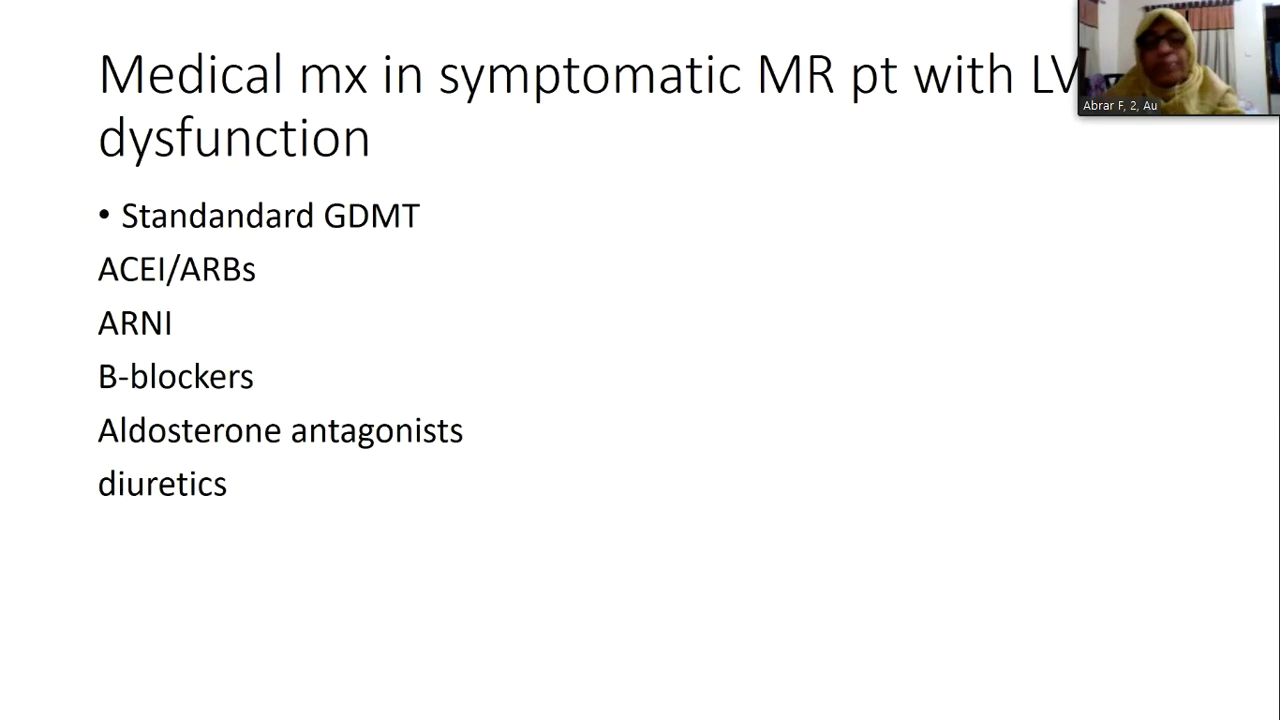 Medical mx in symptomatic MR pt with LV
dysfunction
• Standandard GDMT
ACEI/ARBs
ARNI
B-blockers
Aldosterone antagonists
diuretics
Abrar F, 2, Au